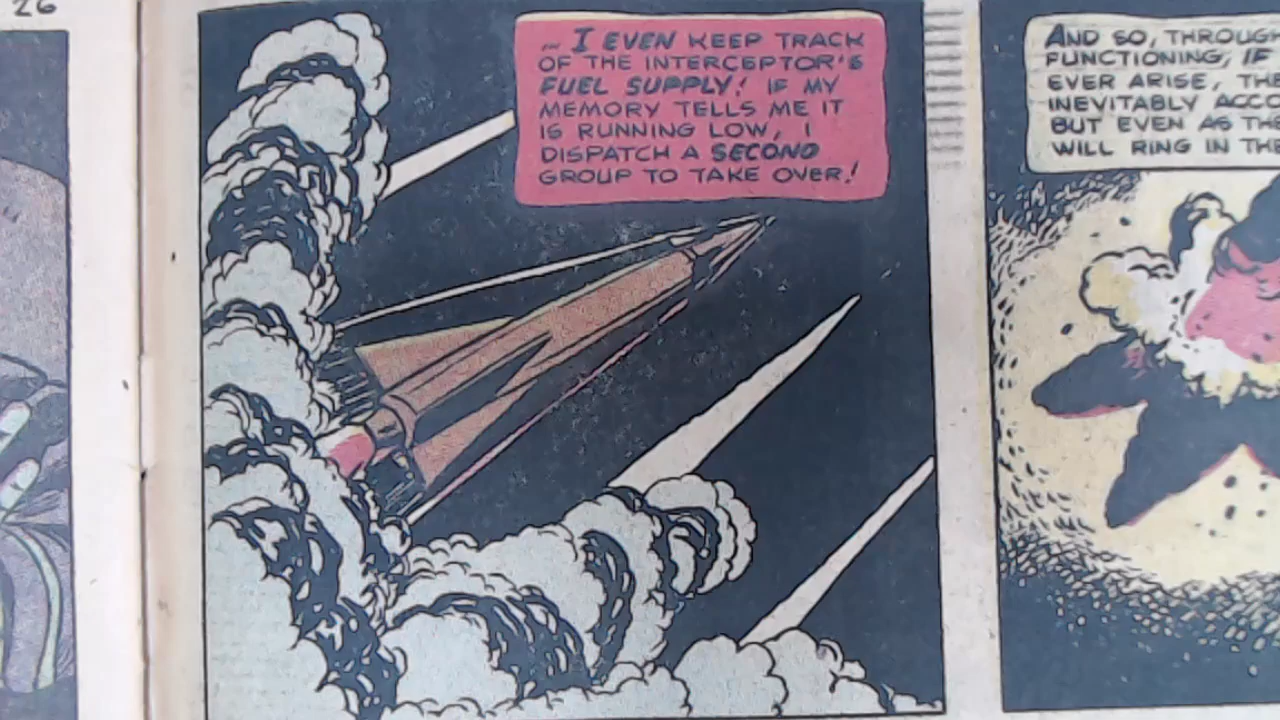 26
... I EVEN KEEP TRACK
OF THE INTERCEPTOR'S
FUEL SUPPLY! IF MY
MEMORY TELLS ME IT
IS RUNNING LOW, I
DISPATCH A SECOND
GROUP TO TAKE OVER!
AND SO, THROUGH
FUNCTIONING, IF
EVER ARISE, THE
INEVITABLY ACCO
BUT EVEN AS THE
WILL RING IN THE